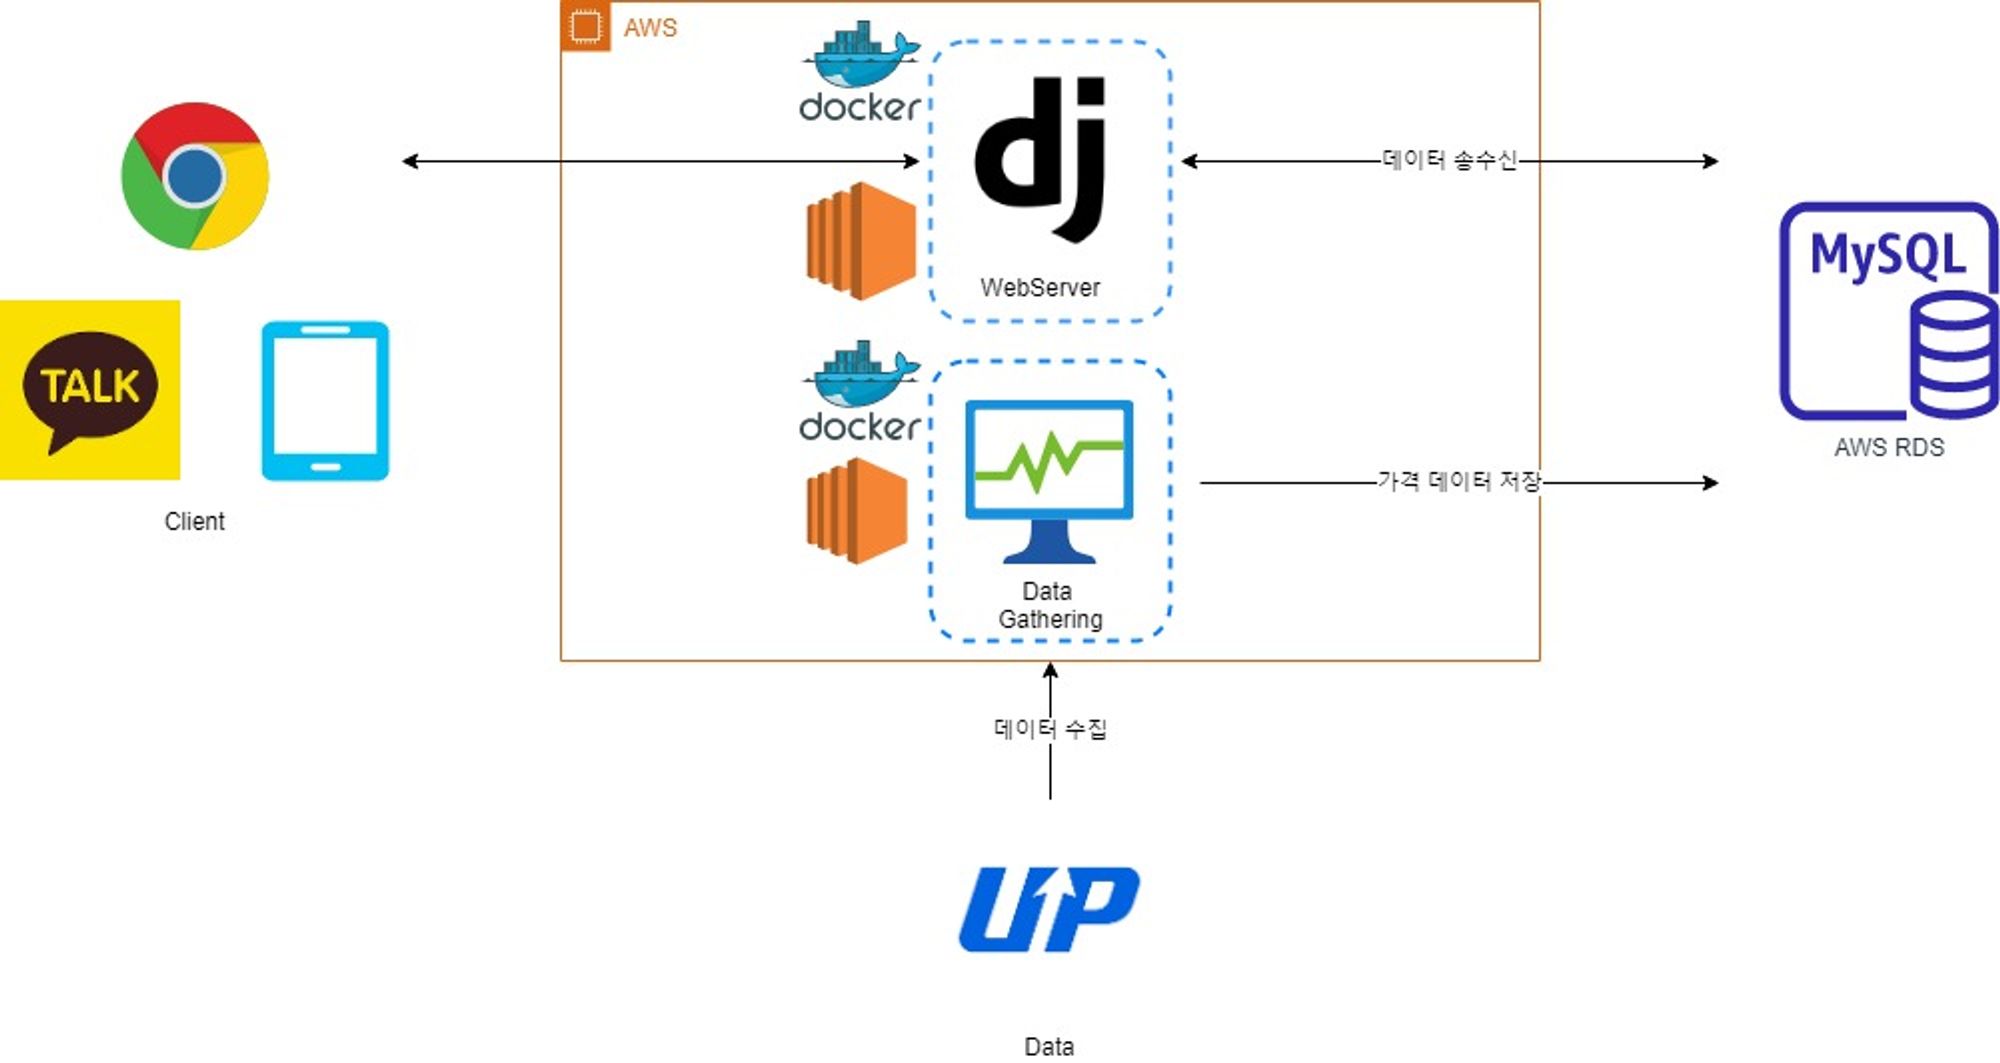 AWS
docker
dj
데이터 송수신
MySQL
WebServer
TALK
docker
AWS RDS
가격 데이터 저장
Client
Data
Gathering
데이터 수집
UP
Data